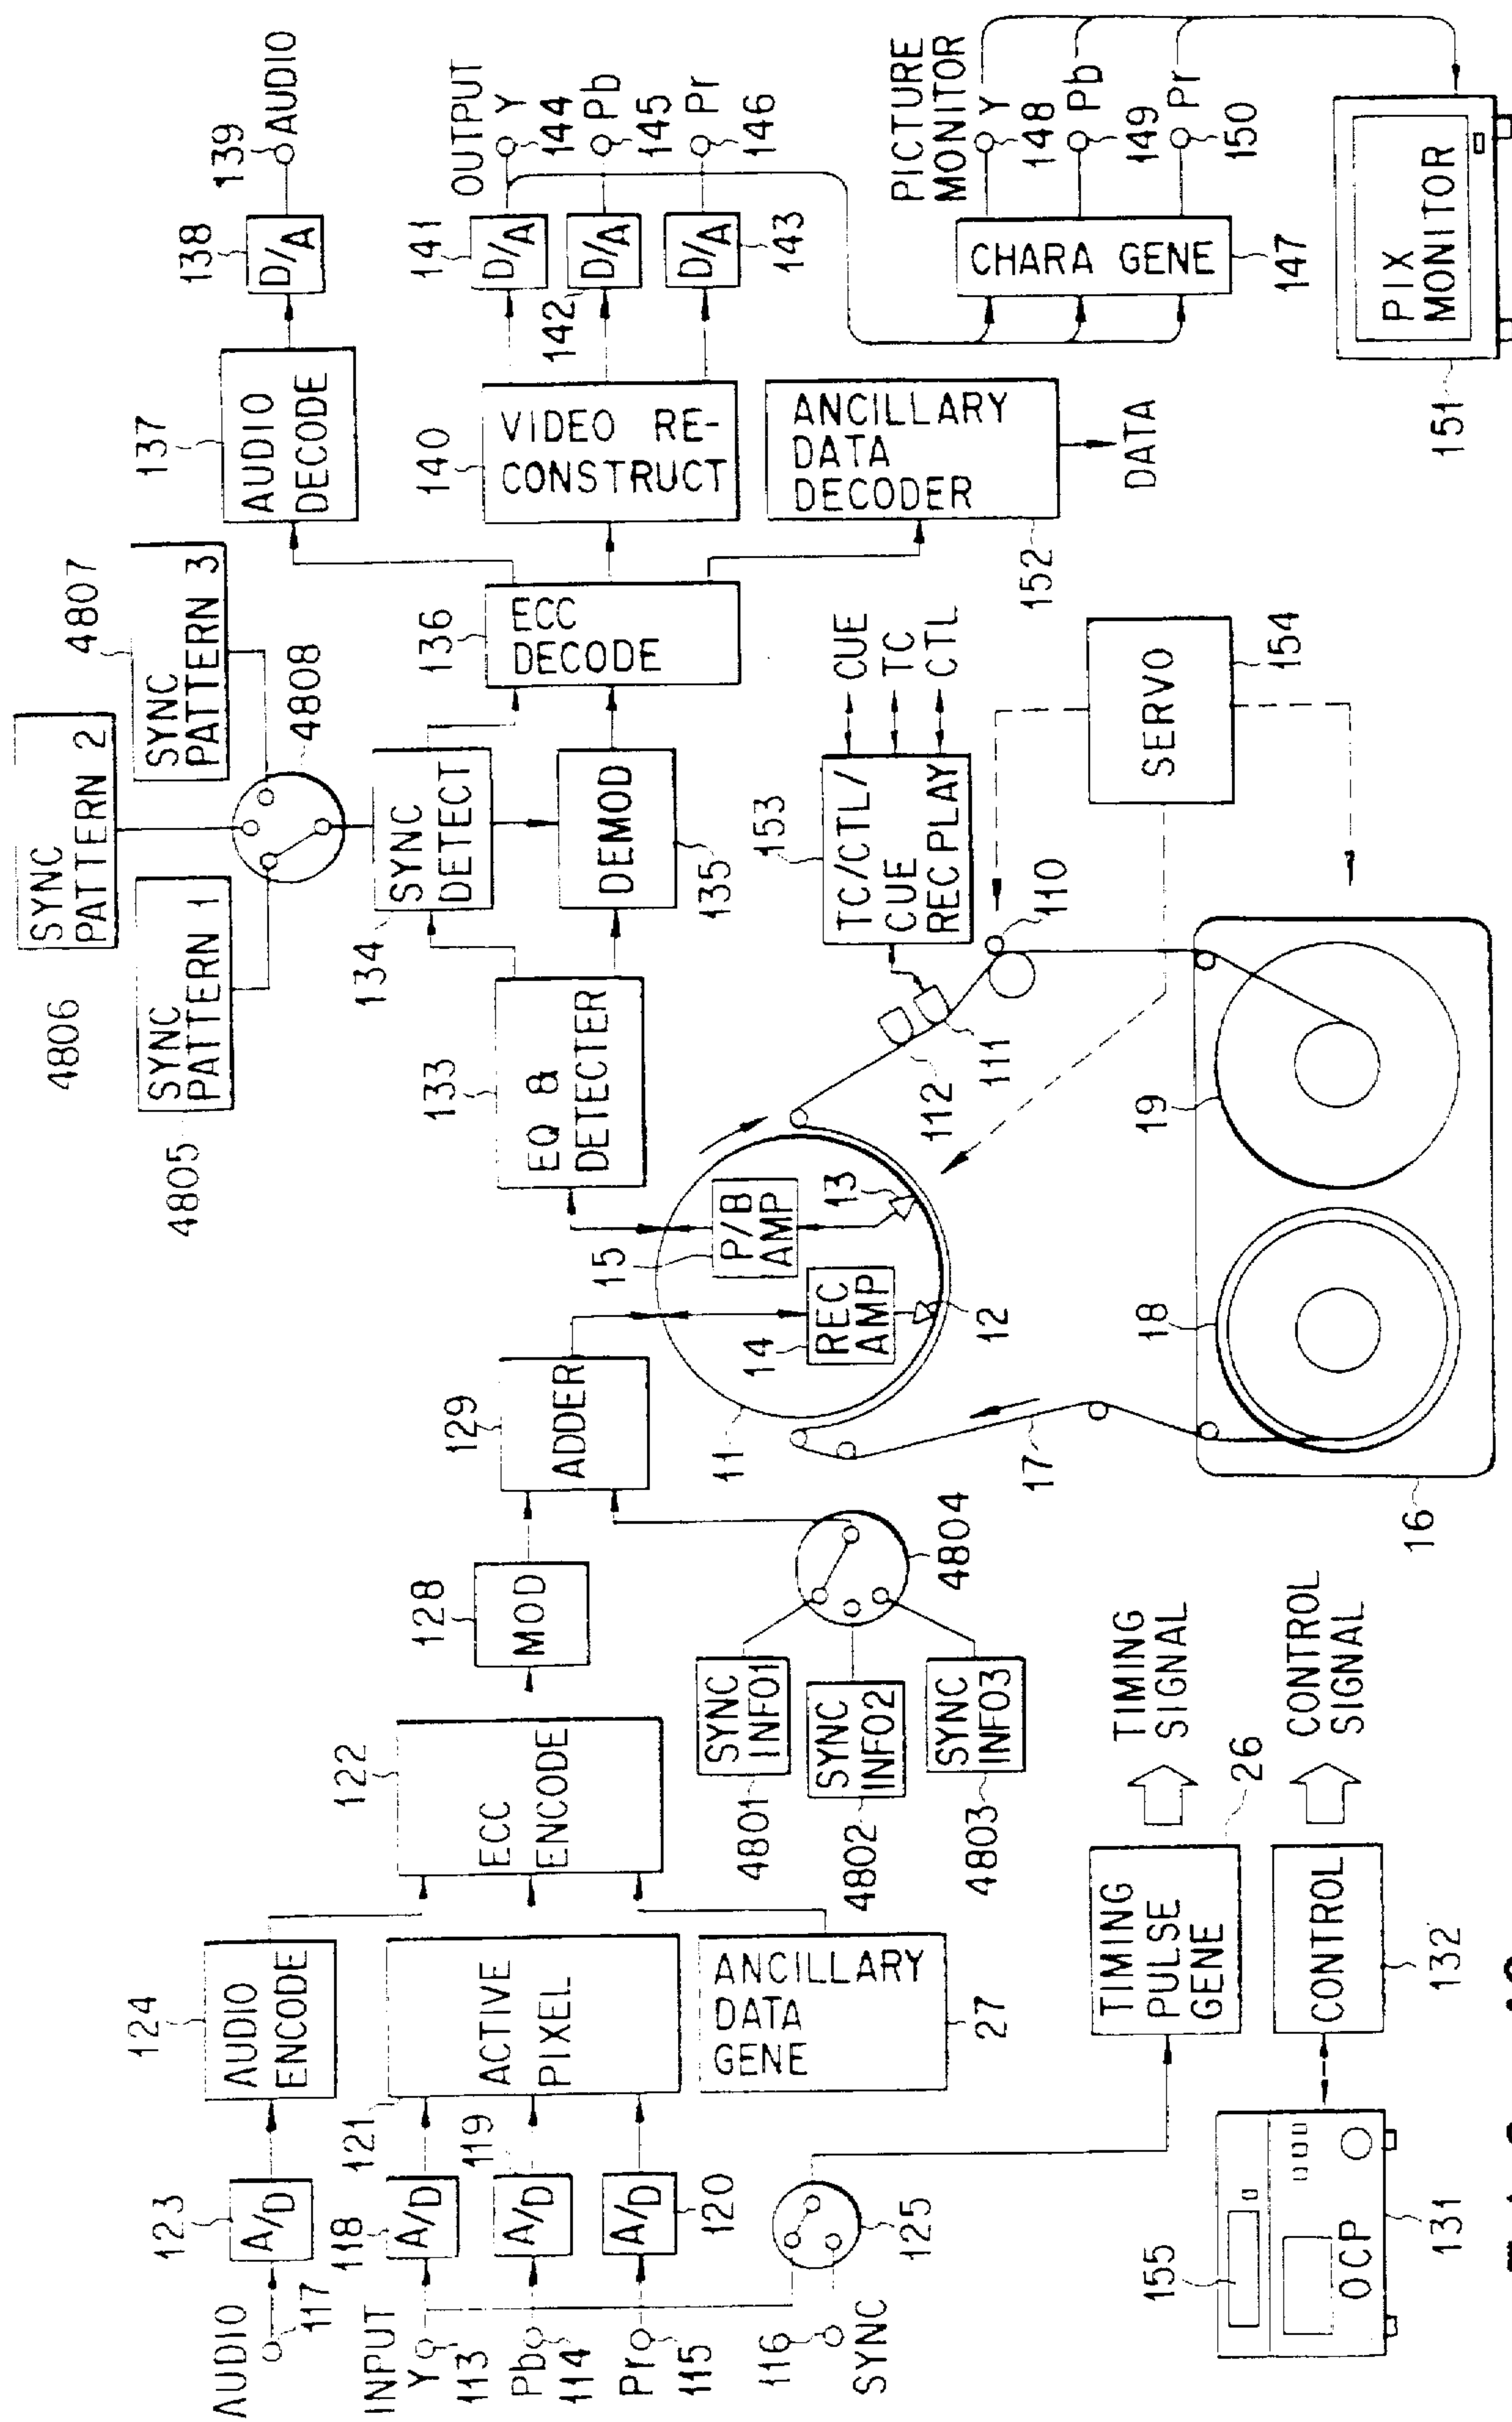 AUDIO
117
123
A/D
124
AUDIO
ENCODE
INPUT
Y
113
Pb
114
Pr
115
116
SYNC
118
A/D
119
A/D
120
A/D
121
ACTIVE
PIXEL
ANCILLARY
DATA
GENE
27
125
122
ECC
ENCODE
128
MOD
129
ADDER
SYNC
INFO1
4801
SYNC
INFO2
4802
SYNC
INFO3
4803
4804
TIMING
PULSE
GENE
26
TIMING
SIGNAL
CONTROL
132
CONTROL
SIGNAL
155
OCP
131
11
14
REC
AMP
12
15
P/B
AMP
13
17
16
18
19
112
111
110
133
EQ &
DETECTER
4805
SYNC
PATTERN 1
4806
SYNC
PATTERN 2
4807
SYNC
PATTERN 3
4808
134
SYNC
DETECT
DEMOD
135
136
ECC
DECODE
153
TC/CTL/
CUE
REC PLAY
CUE
TC
CTL
SERVO
154
137
AUDIO
DECODE
138
D/A
139
AUDIO
140
VIDEO RE-
CONSTRUCT
ANCILLARY
DATA
DECODER
152
DATA
OUTPUT
141
D/A
Y
144
142
D/A
Pb
145
D/A
143
Pr
146
CHARA GENE
147
PICTURE
MONITOR
Y
148
Pb
149
Pr
150
PIX
MONITOR
151